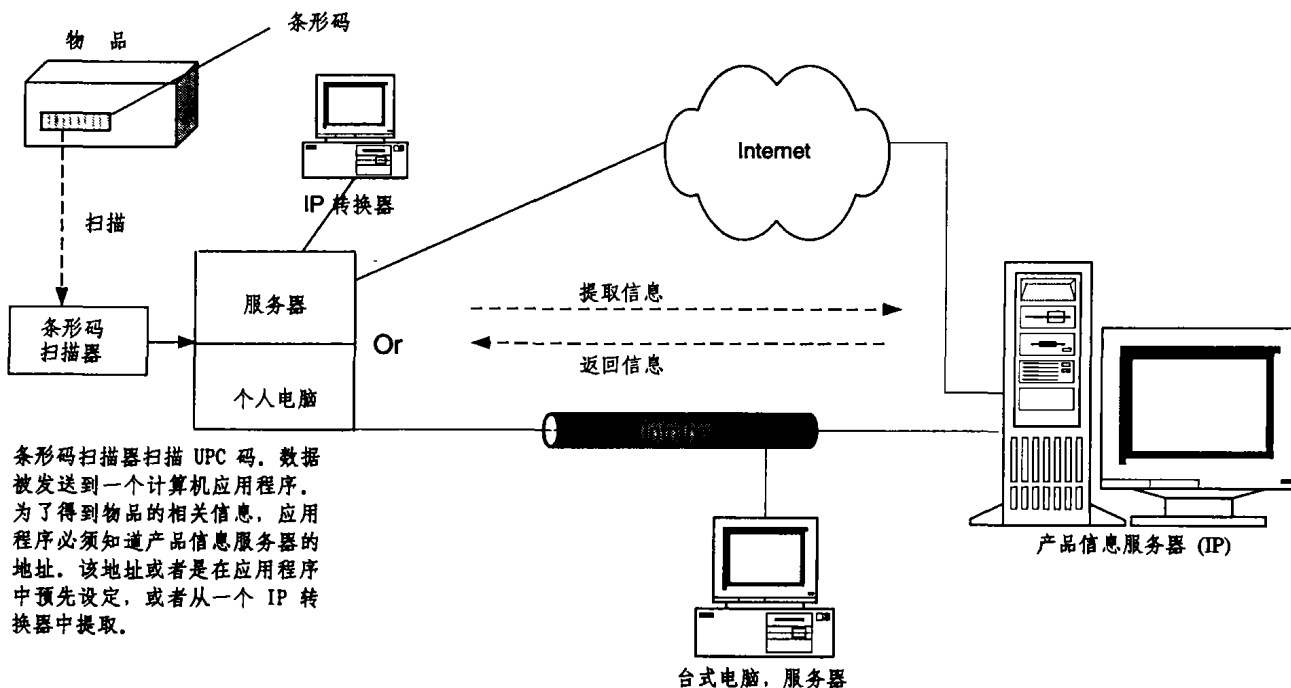 条形码
物 品
Internet
IP 转换器
扫描
服务器
提取信息
条形码
扫描器
Or
返回信息
个人电脑
条形码扫描器扫描 UPC 码. 数据
被发送到一个计算机应用程序.
为了得到物品的相关信息, 应用
程序必须知道产品信息服务器的
地址. 该地址或者是在应用程序
中预先设定, 或者从一个 IP 转
换器中提取.
产品信息服务器 (IP)
台式电脑, 服务器